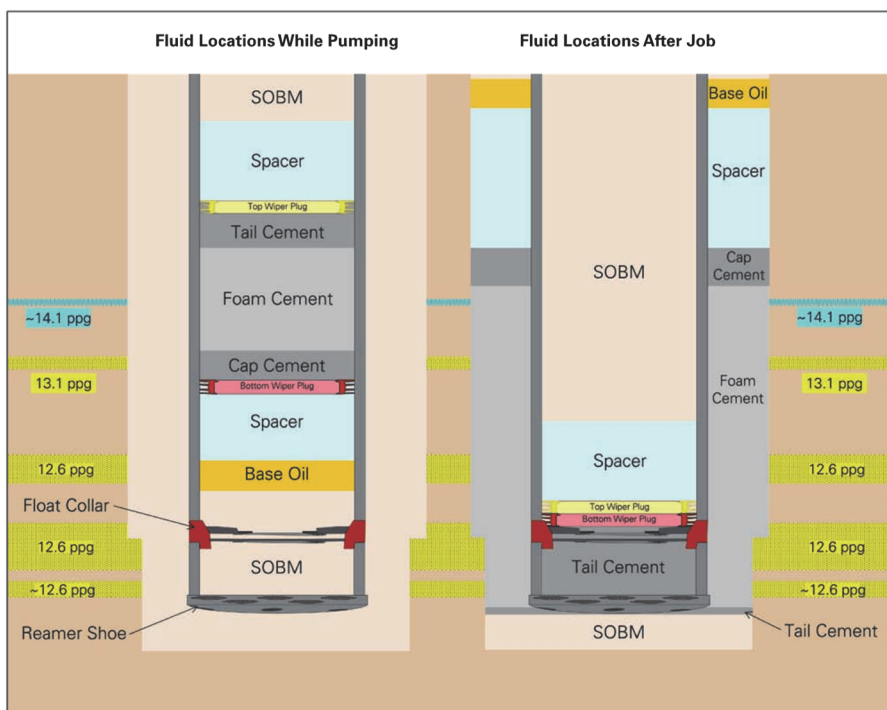 Fluid Locations While Pumping
Fluid Locations After Job
SOBM
Spacer
Top Wiper Plug
Tail Cement
Foam Cement
Cap Cement
Bottom Wiper Plug
Spacer
Base Oil
SOBM
~14.1 ppg
13.1 ppg
12.6 ppg
Float Collar
12.6 ppg
~12.6 ppg
Reamer Shoe
Base Oil
Spacer
Cap
Cement
SOBM
Foam
Cement
Spacer
Top Wiper Plug
Bottom Wiper Plug
Tail Cement
SOBM
~14.1 ppg
13.1 ppg
12.6 ppg
12.6 ppg
~12.6 ppg
Tail Cement